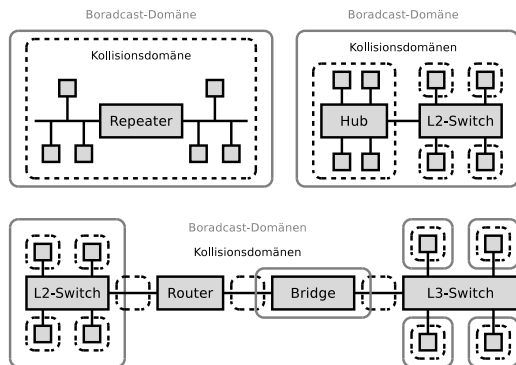 Boradcast-Domäne
Kollisionsdomäne
Repeater
Boradcast-Domäne
Kollisionsdomänen
Hub
L2-Switch
Boradcast-Domänen
Kollisionsdomänen
L2-Switch
Router
Bridge
L3-Switch